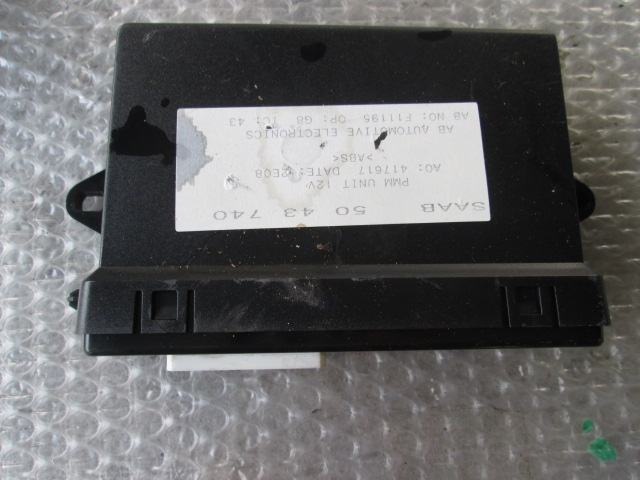 SAAB 50 43 740
PMM UNIT 12V
AO: 417617 DATE: 2E08
>ABS<
AB AUTOMOTIVE ELECTRONICS
AB NO: F11195 OP: G8 TC: 43